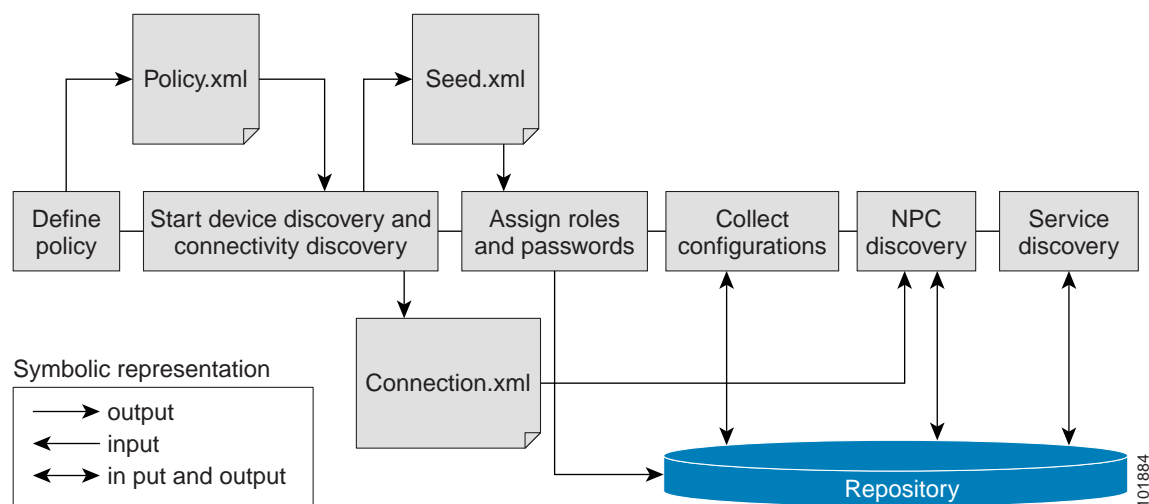 Policy.xml
Seed.xml
Define
policy
Start device discovery and
connectivity discovery
Assign roles
and passwords
Collect
configurations
NPC
discovery
Service
discovery
Connection.xml
Symbolic representation
output
input
in put and output
Repository
101884